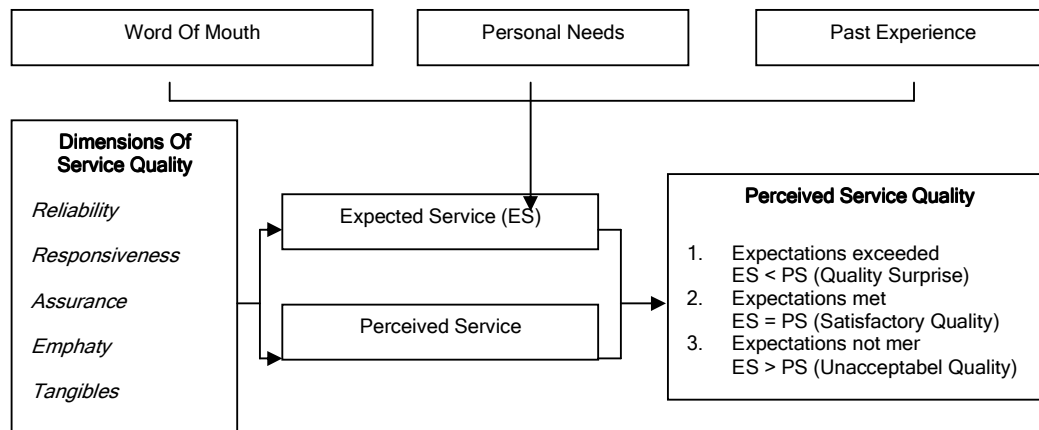 Word Of Mouth
Personal Needs
Past Experience
Dimensions Of
Service Quality
Reliability
Responsiveness
Assurance
Emphaty
Tangibles
Expected Service (ES)
Perceived Service
Perceived Service Quality
1. Expectations exceeded
ES < PS (Quality Surprise)
2. Expectations met
ES = PS (Satisfactory Quality)
3. Expectations not mer
ES > PS (Unacceptabel Quality)